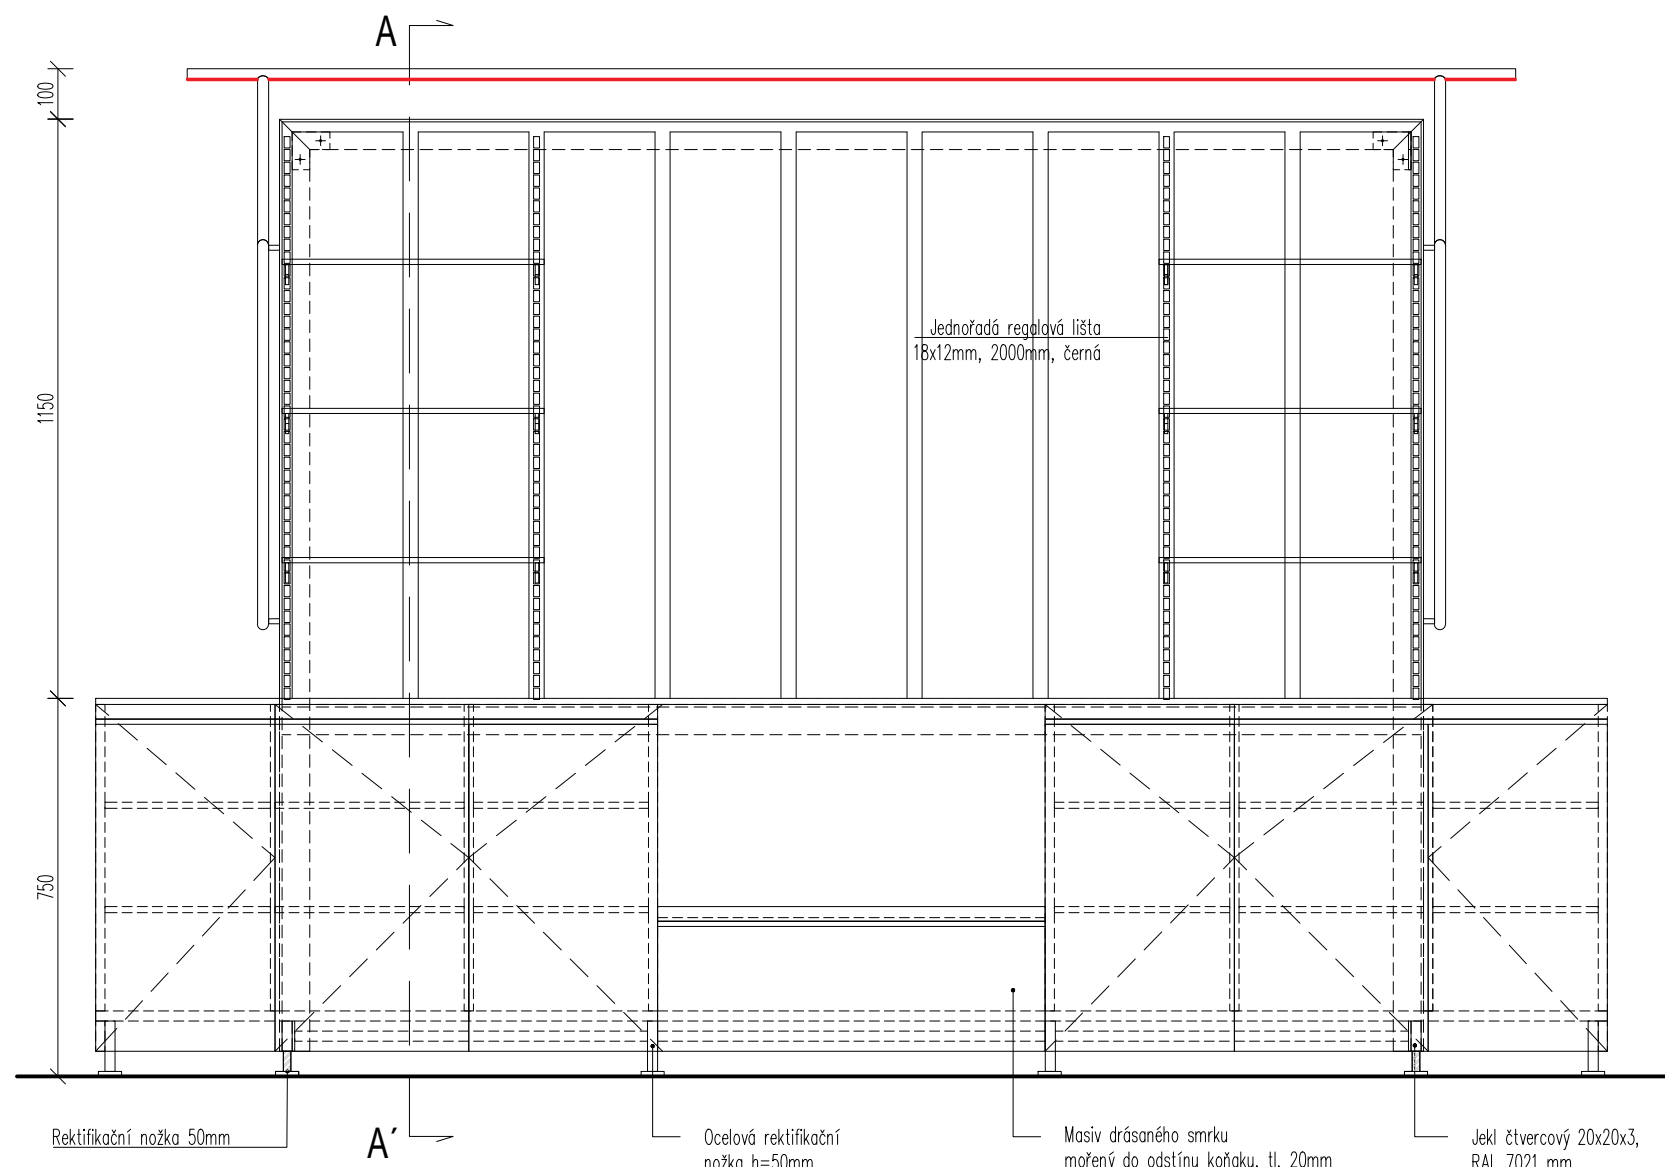 A
100
Jednořadá regalová lišta
18x12mm, 2000mm, černá
1150
750
Rektifikační nožka 50mm
A´
Ocelová rektifikační
nožka h=50mm
Masiv drásaného smrku
mořený do odstínu koňaku, tl. 20mm
Jekl čtvercový 20x20x3,
RAL 7021 mm